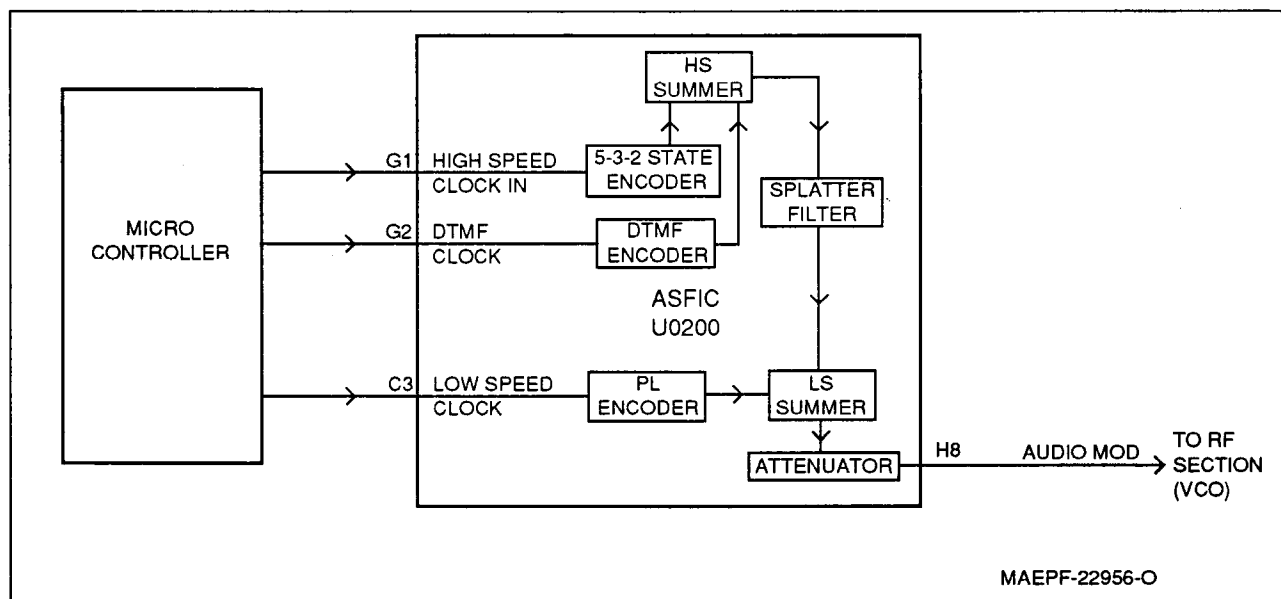 HS
SUMMER
MICRO
CONTROLLER
G1
HIGH SPEED
CLOCK IN
5-3-2 STATE
ENCODER
SPLATTER
FILTER
G2
DTMF
CLOCK
DTMF
ENCODER
ASFIC
U0200
C3
LOW SPEED
CLOCK
PL
ENCODER
LS
SUMMER
ATTENUATOR
H8
AUDIO MOD
TO RF
SECTION
(VCO)
MAEPF-22956-O